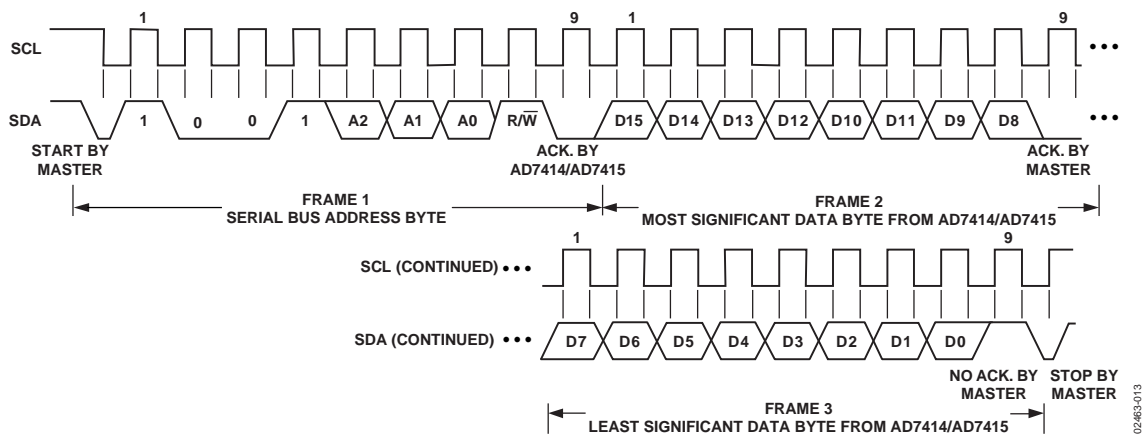 1 9 1 9
SCL
SDA 1 0 0 1 A2 A1 A0 R/W̅ D15 D14 D13 D12 D10 D11 D9 D8
START BY MASTER
ACK. BY AD7414/AD7415
ACK. BY MASTER
FRAME 1
SERIAL BUS ADDRESS BYTE
FRAME 2
MOST SIGNIFICANT DATA BYTE FROM AD7414/AD7415
1 9
SCL (CONTINUED)
SDA (CONTINUED) D7 D6 D5 D4 D3 D2 D1 D0
NO ACK. BY MASTER
STOP BY MASTER
FRAME 3
LEAST SIGNIFICANT DATA BYTE FROM AD7414/AD7415
02463-013